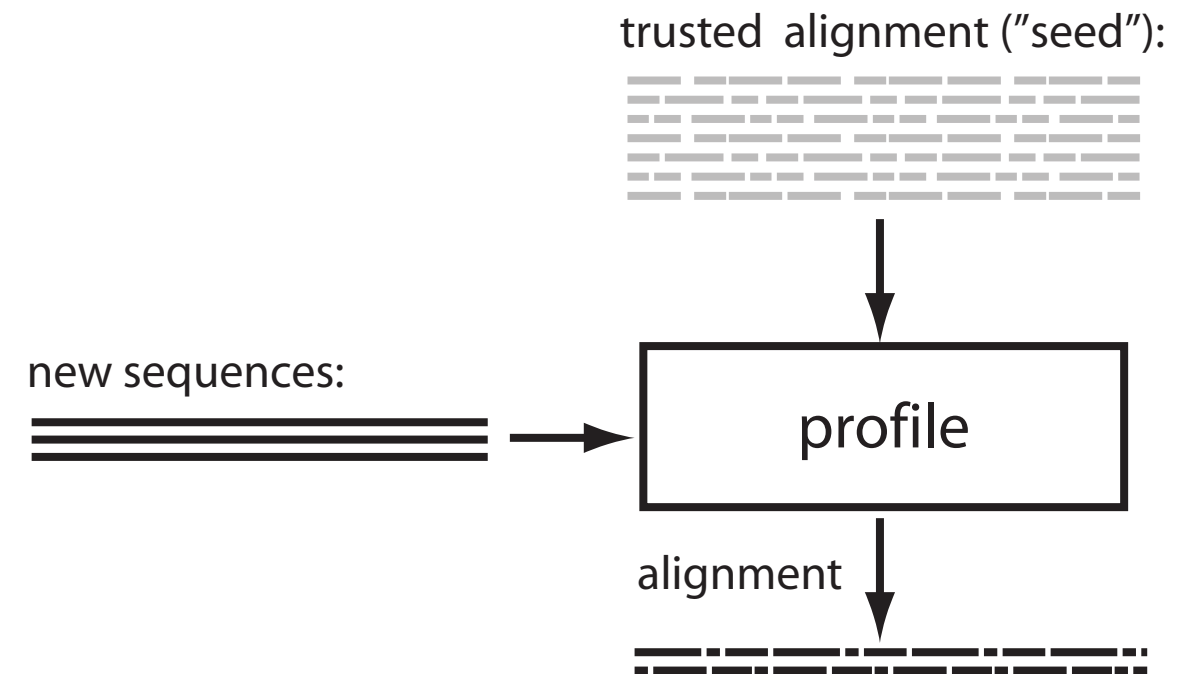 trusted alignment ("seed"):
new sequences:
profile
alignment